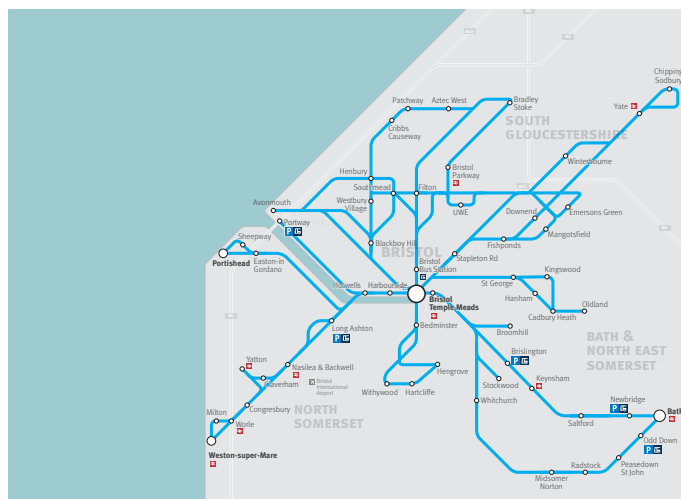 Chipping
Sodbury
Patchway
Aztec West
Bradley
Stoke
Yate
SOUTH
GLOUCESTERSHIRE
Cribbs
Causeway
Winterbourne
Henbury
Bristol
Parkway
Southmead
Filton
Westbury
Village
Avonmouth
UWE
Downend
Emersons Green
Portway
P
Mangotsfield
Sheepway
Blackboy Hill
Fishponds
BRISTOL
Stapleton Rd
Portishead
Easton-in
Gordano
Bristol
Bus Station
Kingswood
St George
Hotwells
Harbourside
Hanham
Bristol
Temple Meads
Oldland
Cadbury Heath
Long Ashton
P
Bedminster
Broomhill
BATH &
NORTH EAST
SOMERSET
Brislington
P
Yatton
Nasilea & Backwell
Hengrove
Keynsham
Claverham
Bristol
International
Airport
Withywood
Hartcliffe
Stockwood
Whitchurch
Newbridge
P
Congresbury
NORTH
SOMERSET
Milton
Worle
Saltford
Bath
Odd Down
P
Weston-super-Mare
Peasedown
St John
Radstock
Midsomer
Norton